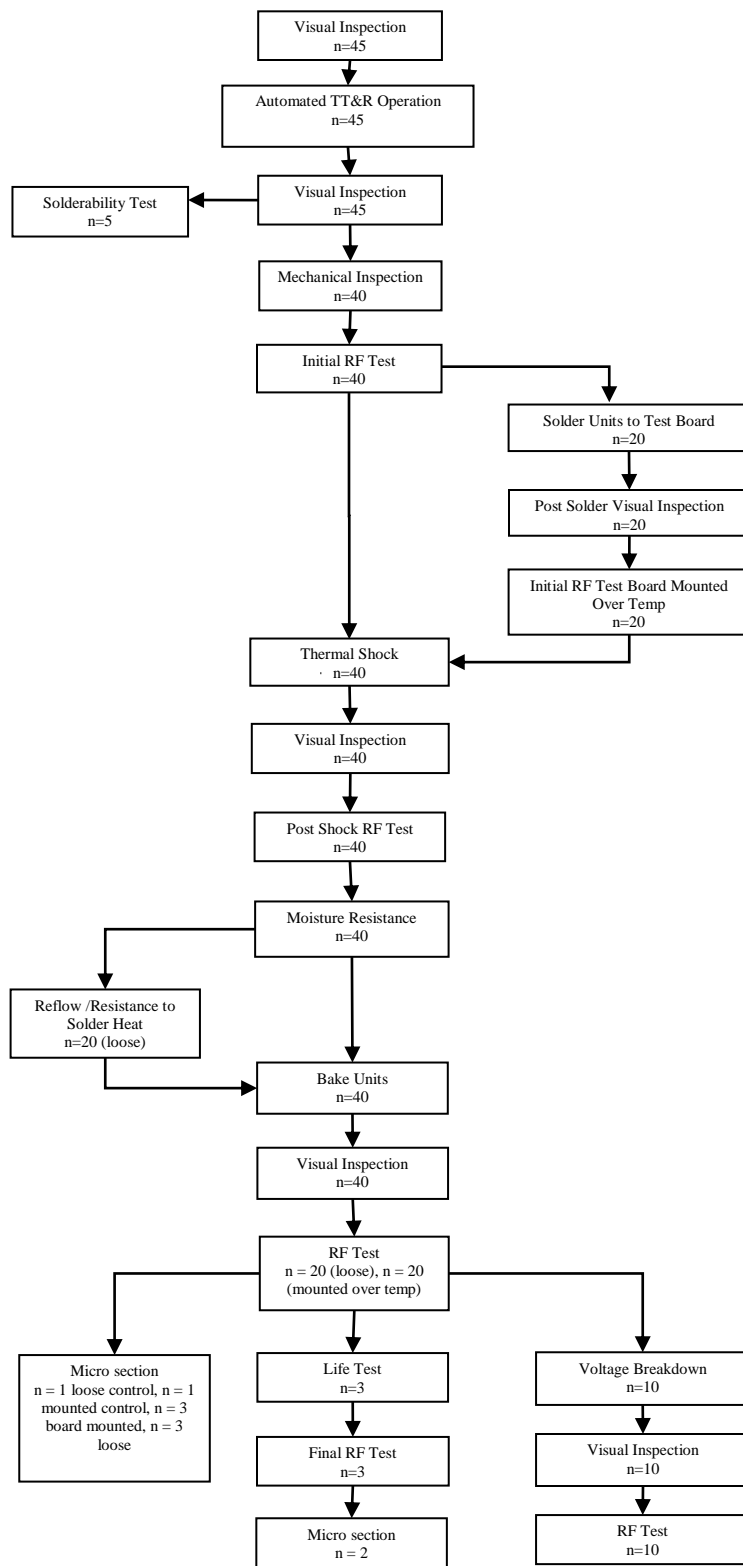 Visual Inspection
n=45
Automated TT&R Operation
n=45
Solderability Test
n=5
Visual Inspection
n=45
Mechanical Inspection
n=40
Initial RF Test
n=40
Solder Units to Test Board
n=20
Post Solder Visual Inspection
n=20
Initial RF Test Board Mounted
Over Temp
n=20
Thermal Shock
n=40
Visual Inspection
n=40
Post Shock RF Test
n=40
Moisture Resistance
n=40
Reflow /Resistance to
Solder Heat
n=20 (loose)
Bake Units
n=40
Visual Inspection
n=40
RF Test
n = 20 (loose), n = 20
(mounted over temp)
Micro section
n = 1 loose control, n = 1
mounted control, n = 3
board mounted, n = 3
loose
Life Test
n=3
Voltage Breakdown
n=10
Final RF Test
n=3
Visual Inspection
n=10
Micro section
n = 2
RF Test
n=10